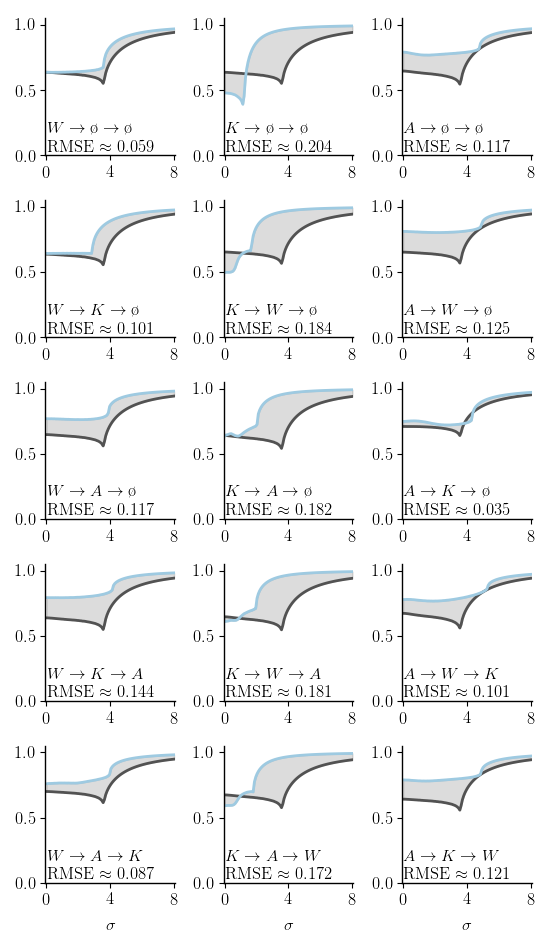 1.0 1.0 1.0
0.5 0.5 0.5
W → ø → ø K → ø → ø A → ø → ø
RMSE ≈ 0.059 RMSE ≈ 0.204 RMSE ≈ 0.117
0.0 0.0 0.0
0 4 8 0 4 8 0 4 8
1.0 1.0 1.0
0.5 0.5 0.5
W → K → ø K → W → ø A → W → ø
RMSE ≈ 0.101 RMSE ≈ 0.184 RMSE ≈ 0.125
0.0 0.0 0.0
0 4 8 0 4 8 0 4 8
1.0 1.0 1.0
0.5 0.5 0.5
W → A → ø K → A → ø A → K → ø
RMSE ≈ 0.117 RMSE ≈ 0.182 RMSE ≈ 0.035
0.0 0.0 0.0
0 4 8 0 4 8 0 4 8
1.0 1.0 1.0
0.5 0.5 0.5
W → K → A K → W → A A → W → K
RMSE ≈ 0.144 RMSE ≈ 0.181 RMSE ≈ 0.101
0.0 0.0 0.0
0 4 8 0 4 8 0 4 8
1.0 1.0 1.0
0.5 0.5 0.5
W → A → K K → A → W A → K → W
RMSE ≈ 0.087 RMSE ≈ 0.172 RMSE ≈ 0.121
0.0 0.0 0.0
0 4 8 0 4 8 0 4 8
σ σ σ